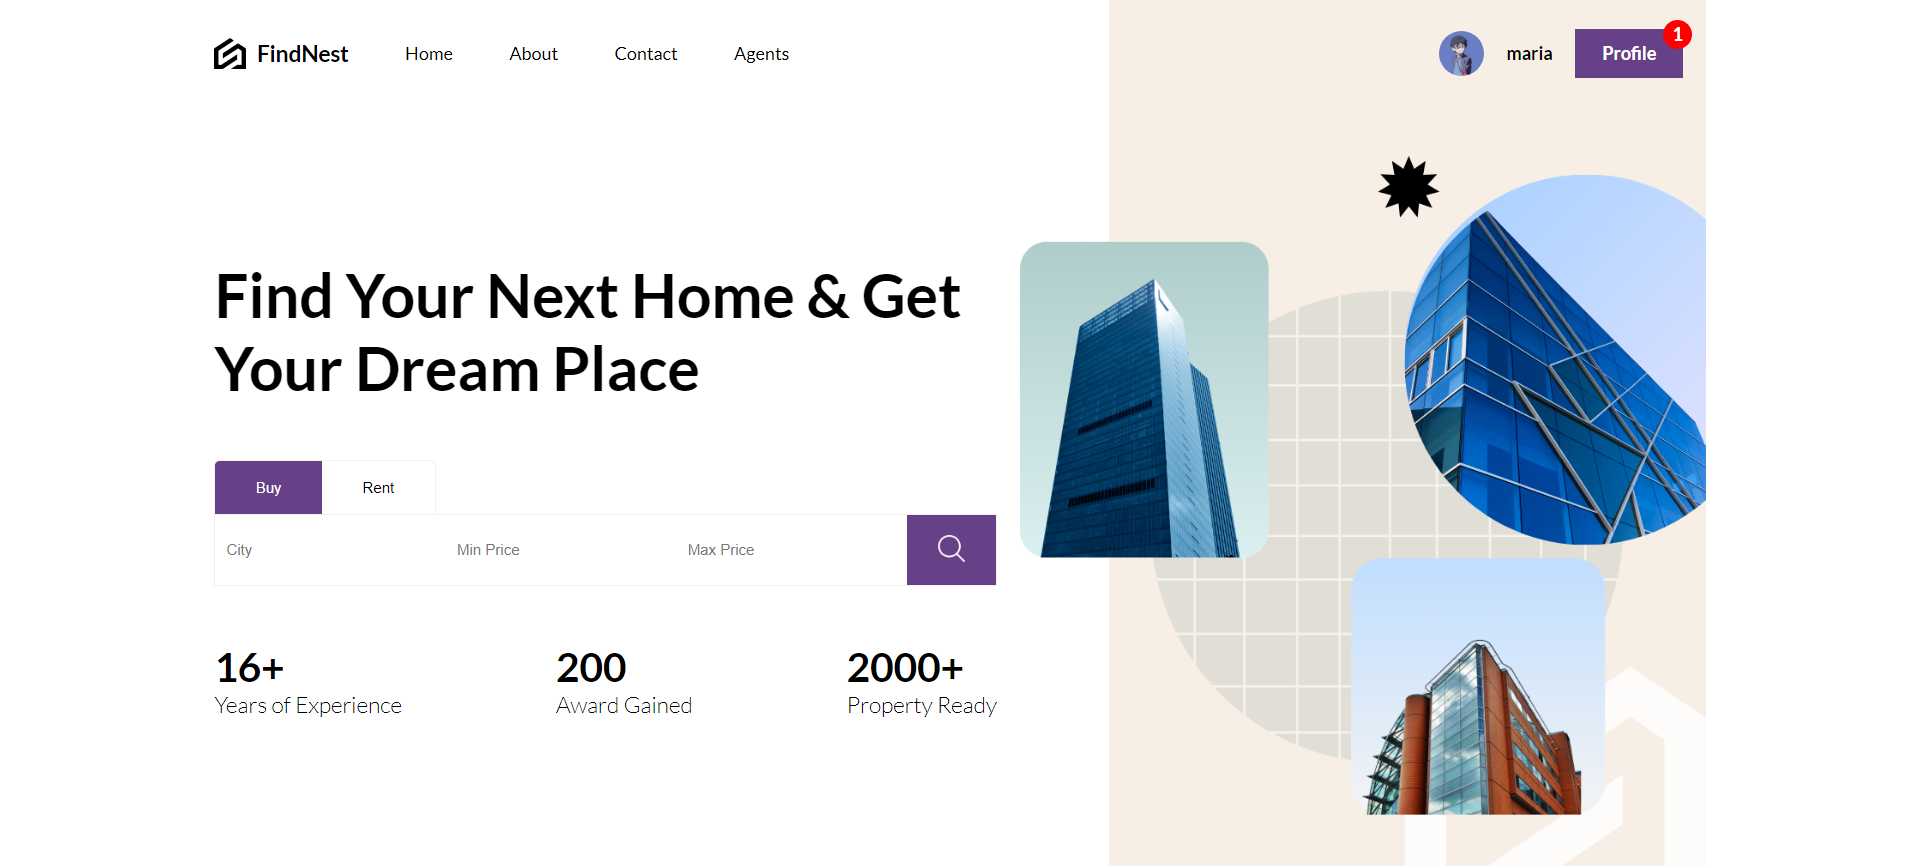 FindNest
Home
About
Contact
Agents
maria
Profile
1
Find Your Next Home & Get
Your Dream Place
Buy
Rent
City
Min Price
Max Price
16+
Years of Experience
200
Award Gained
2000+
Property Ready